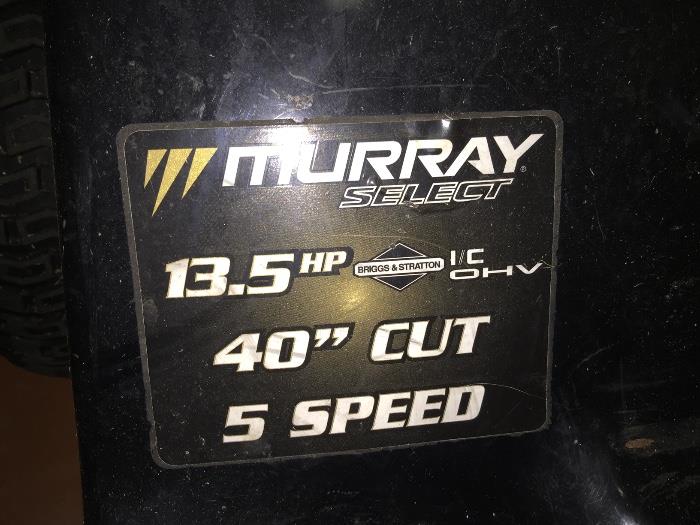 MURRAY®
SELECT
13.5 HP BRIGGS & STRATTON I/C OHV
40” CUT
5 SPEED